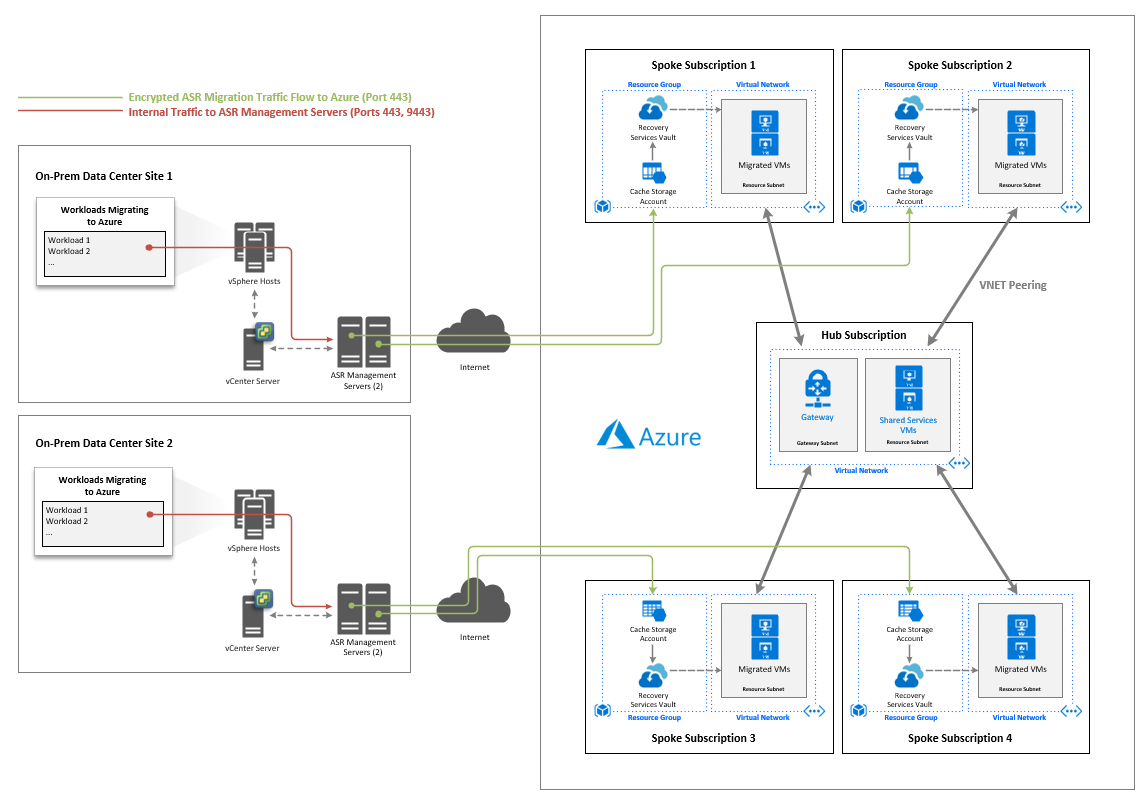 Encrypted ASR Migration Traffic Flow to Azure (Port 443)
Internal Traffic to ASR Management Servers (Ports 443, 9443)
On-Prem Data Center Site 1
Workloads Migrating
to Azure
Workload 1
Workload 2
...
vSphere Hosts
vCenter Server
ASR Management
Servers (2)
Internet
On-Prem Data Center Site 2
Workloads Migrating
to Azure
Workload 1
Workload 2
...
vSphere Hosts
vCenter Server
ASR Management
Servers (2)
Internet
Spoke Subscription 1
Resource Group
Virtual Network
Recovery
Services Vault
Cache Storage
Account
Migrated VMs
Resource Subnet
Spoke Subscription 2
Resource Group
Virtual Network
Recovery
Services Vault
Cache Storage
Account
Migrated VMs
Resource Subnet
VNET Peering
Hub Subscription
Gateway
Gateway Subnet
Shared Services
VMs
Resource Subnet
Virtual Network
Azure
Cache Storage
Account
Recovery
Services Vault
Migrated VMs
Resource Subnet
Resource Group
Virtual Network
Spoke Subscription 3
Cache Storage
Account
Recovery
Services Vault
Migrated VMs
Resource Subnet
Resource Group
Virtual Network
Spoke Subscription 4